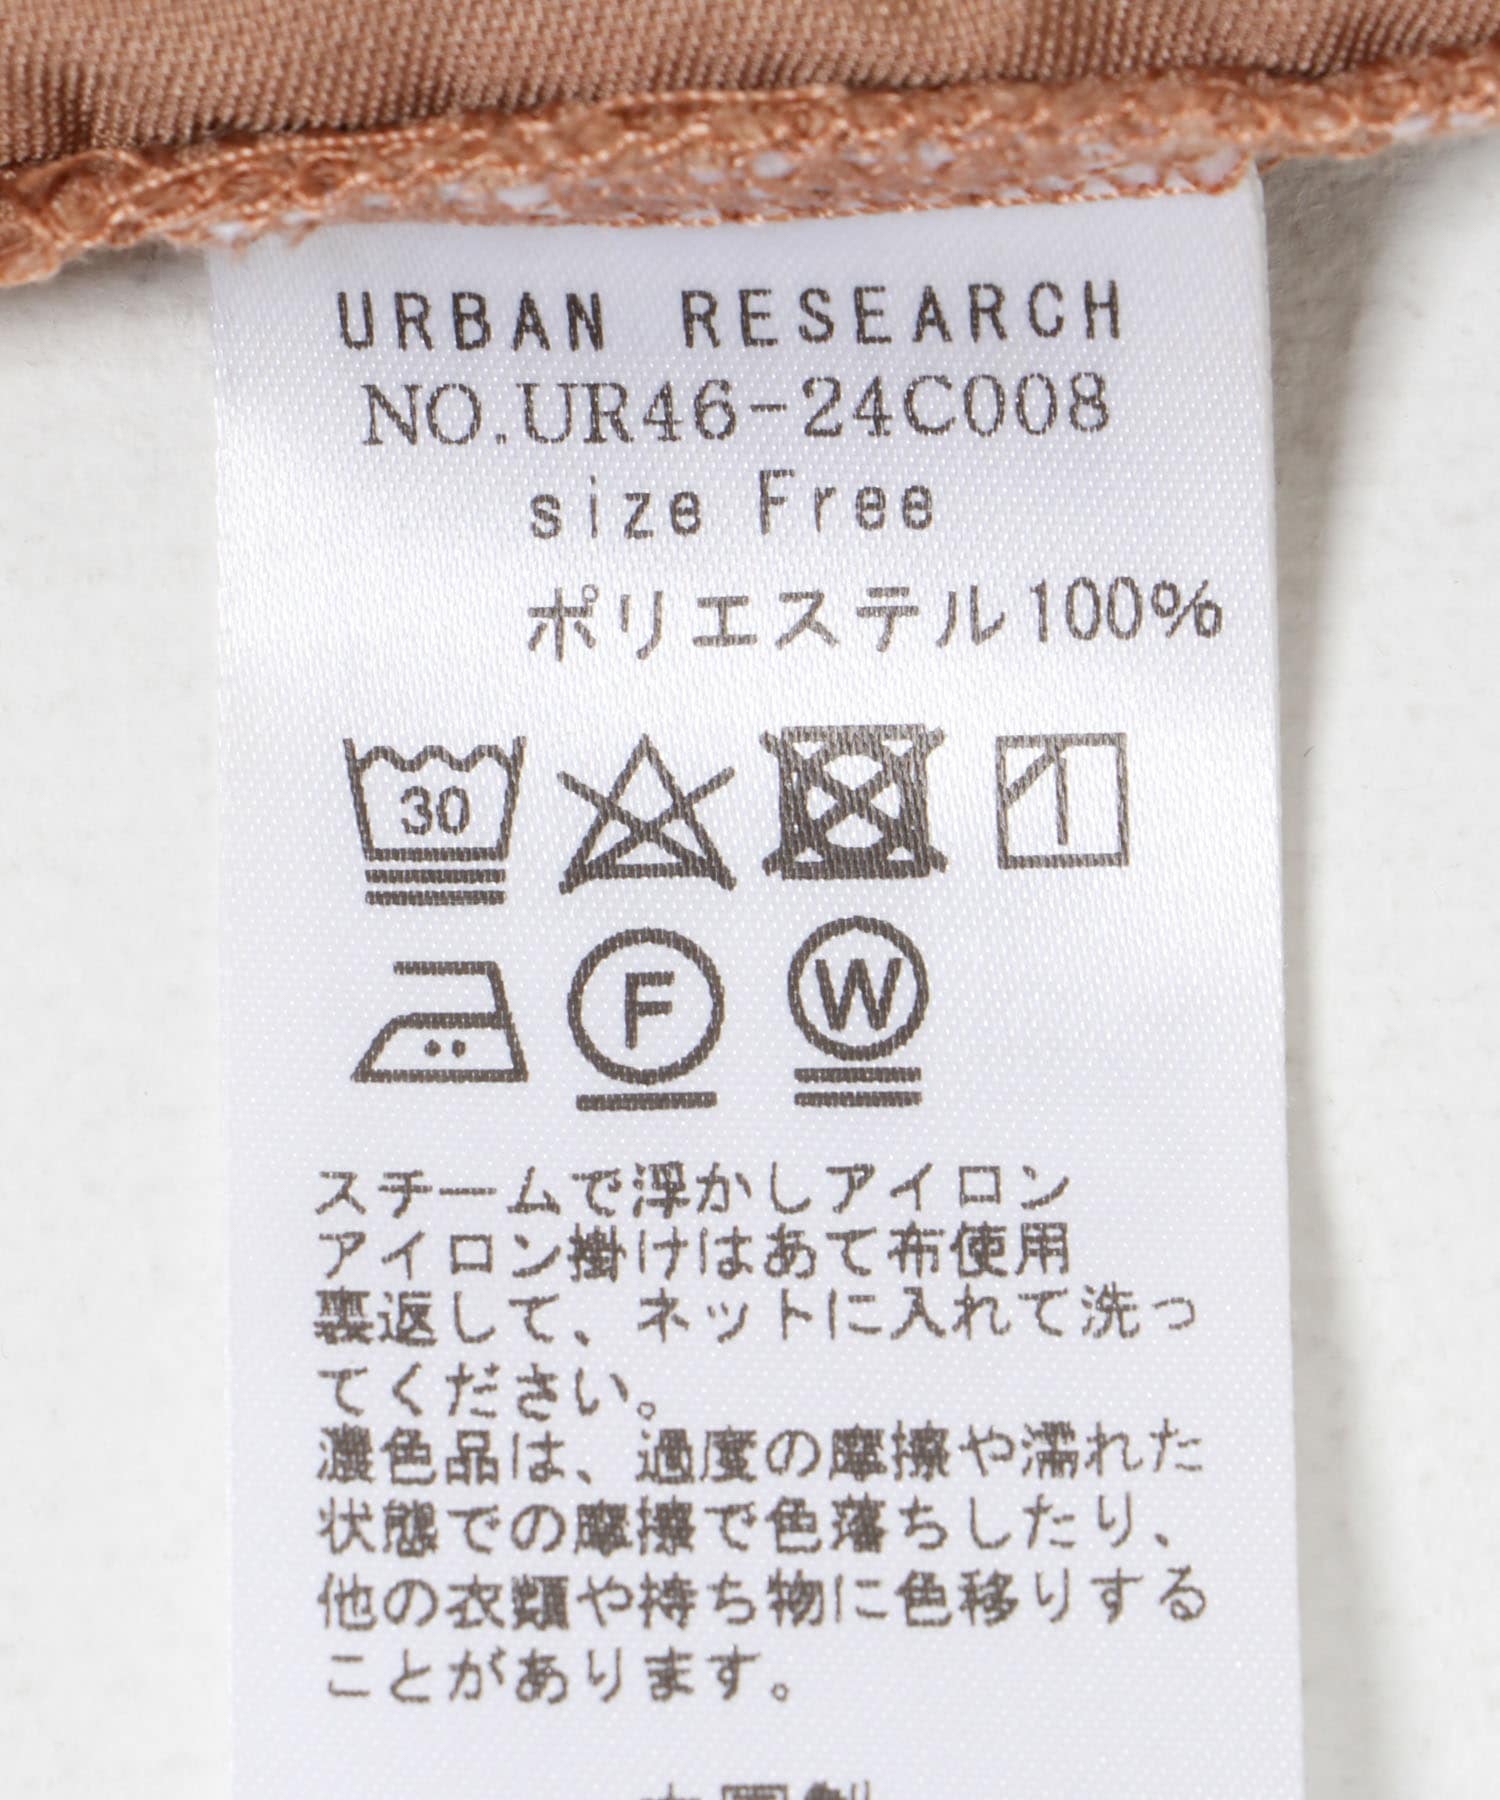 URBAN RESEARCH
NO.UR46-24C008
size Free
ポリエステル100%
30
F
W
スチームで浮かしアイロン
アイロン掛けはあて布使用
裏返して、ネットに入れて洗っ
てください。
濃色品は、過度の摩擦や濡れた
状態での摩擦で色落ちしたり、
他の衣類や持ち物に色移りする
ことがあります。